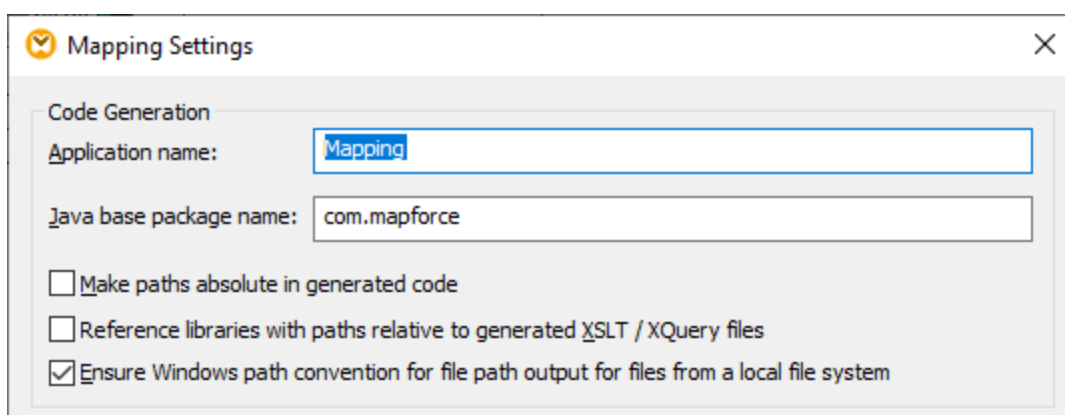 Mapping Settings
Code Generation
Application name: Mapping
Java base package name: com.mapforce
Make paths absolute in generated code
Reference libraries with paths relative to generated XSLT / XQuery files
Ensure Windows path convention for file path output for files from a local file system